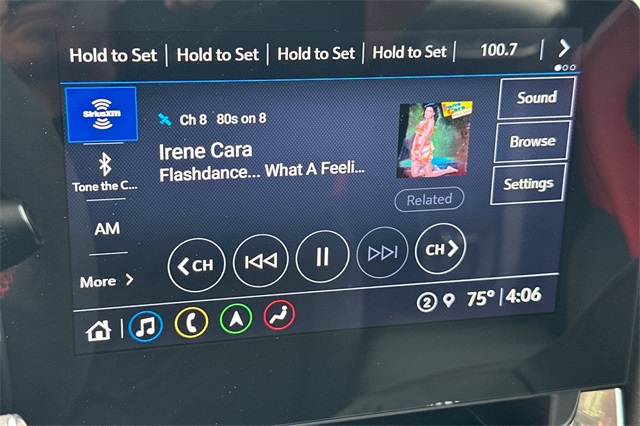 Hold to Set Hold to Set Hold to Set Hold to Set 100.7
SiriusXM
Ch 8 80s on 8
Sound
Irene Cara
Browse
Tone the C...
Flashdance... What A Feeli...
Settings
Related
AM
CH CH
More
2 75° 4:06